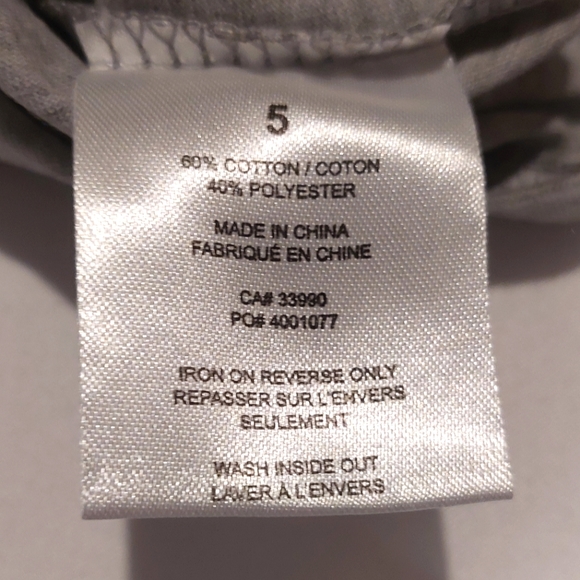 5
60% COTTON / COTON
40% POLYESTER
MADE IN CHINA
FABRIQUÉ EN CHINE
CA# 33990
PO# 4001077
IRON ON REVERSE ONLY
REPASSER SUR L'ENVERS
SEULEMENT
WASH INSIDE OUT
LAVER À L'ENVERS